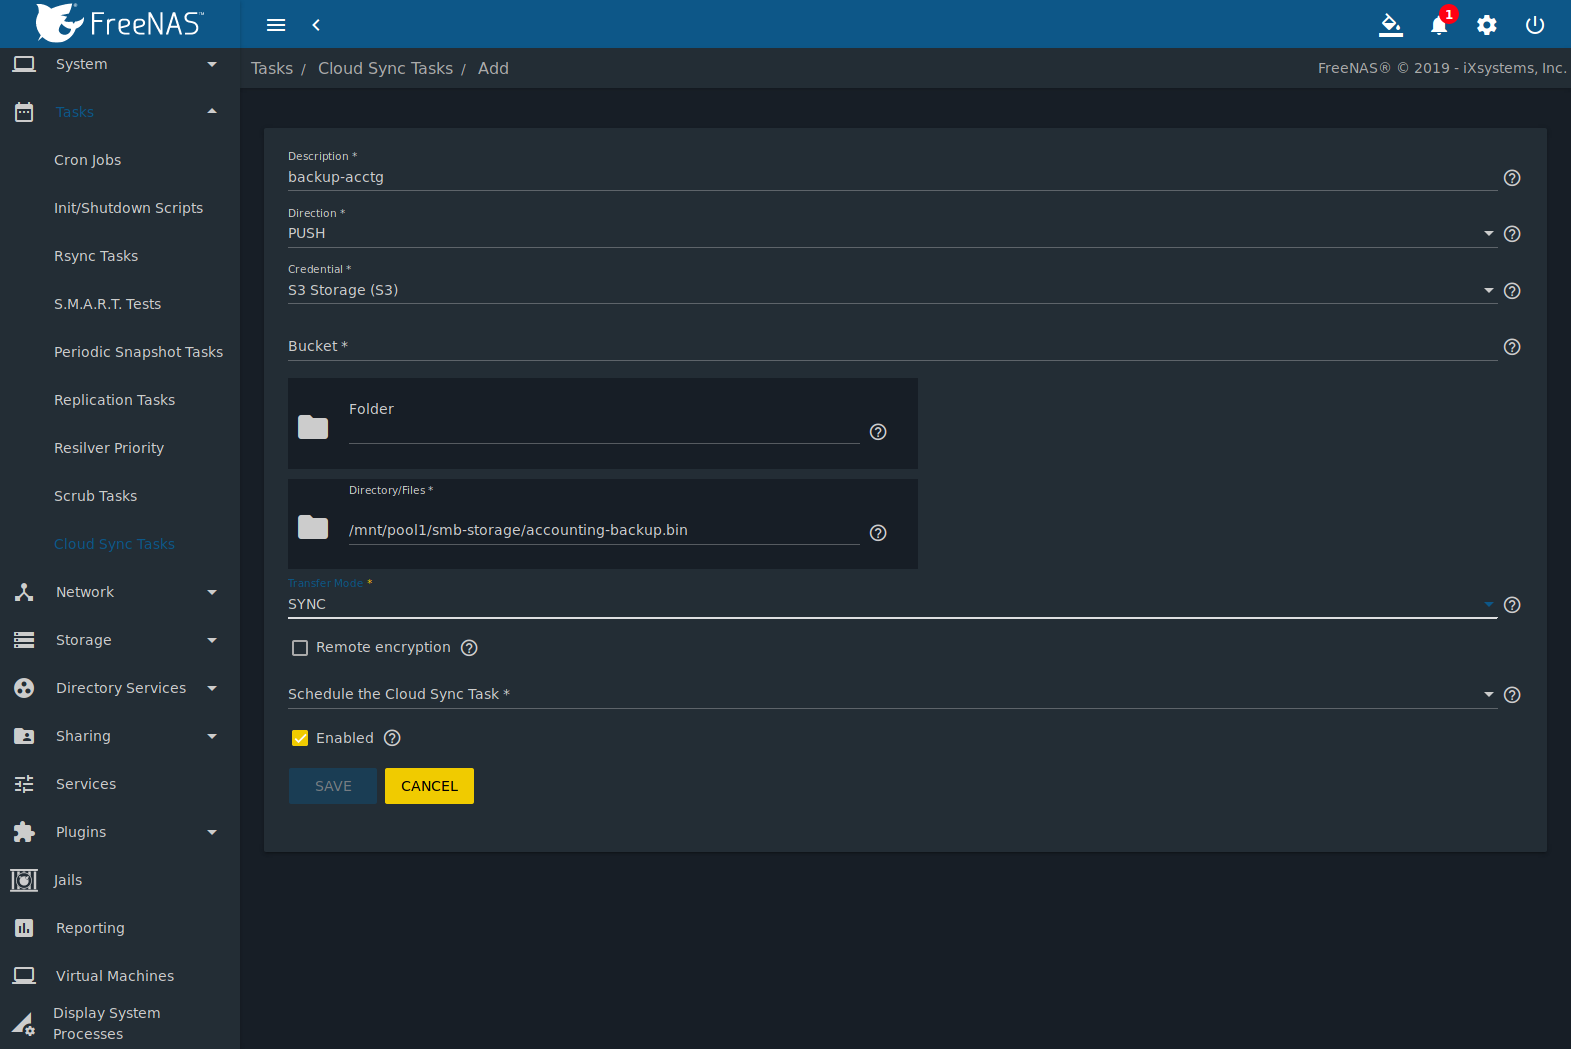 FreeNAS™
1
Tasks / Cloud Sync Tasks / Add
FreeNAS® © 2019 - iXsystems, Inc.
System
Tasks
Cron Jobs
Init/Shutdown Scripts
Rsync Tasks
S.M.A.R.T. Tests
Periodic Snapshot Tasks
Replication Tasks
Resilver Priority
Scrub Tasks
Cloud Sync Tasks
Network
Storage
Directory Services
Sharing
Services
Plugins
Jails
Reporting
Virtual Machines
Display System
Processes
Description *
backup-acctg
Direction *
PUSH
Credential *
S3 Storage (S3)
Bucket *
Folder
Directory/Files *
/mnt/pool1/smb-storage/accounting-backup.bin
Transfer Mode *
SYNC
Remote encryption
Schedule the Cloud Sync Task *
Enabled
SAVE CANCEL